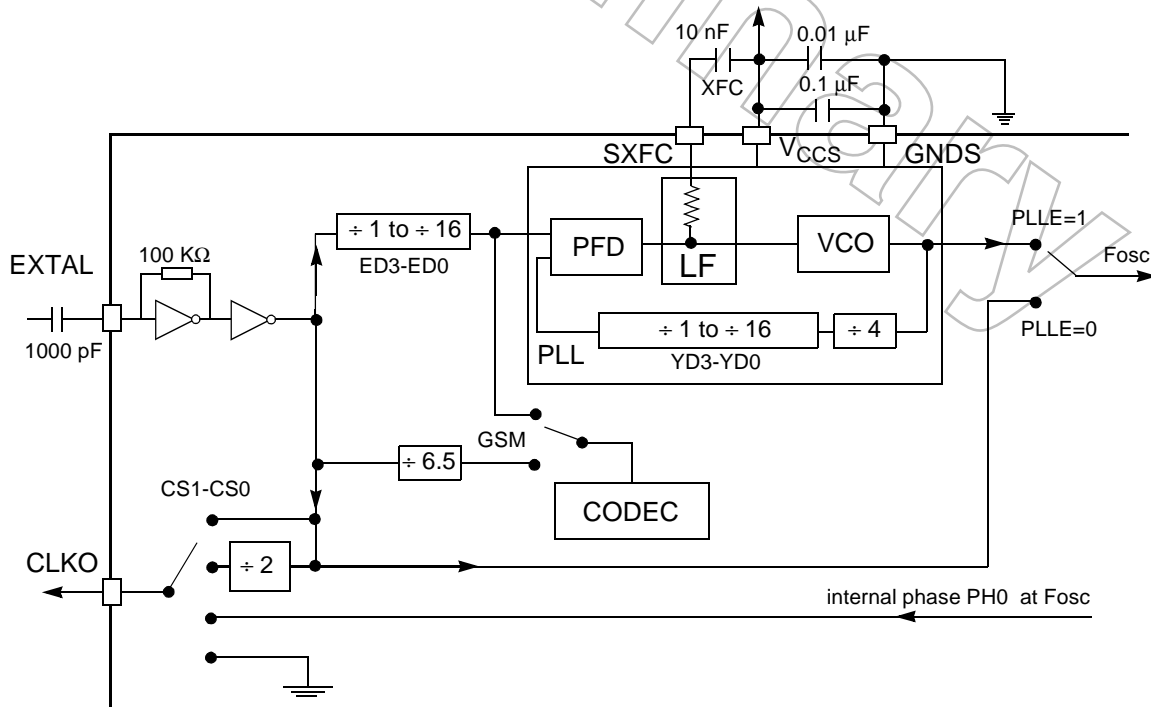 10 nF
0.01 μF
XFC
0.1 μF
SXFC
VCCS
GNDS
÷ 1 to ÷ 16
ED3-ED0
PFD
LF
VCO
PLLE=1
Fosc
EXTAL
100 KΩ
1000 pF
÷ 1 to ÷ 16
÷ 4
PLL
YD3-YD0
PLLE=0
GSM
÷ 6.5
CS1-CS0
CODEC
CLKO
÷ 2
internal phase PH0 at Fosc